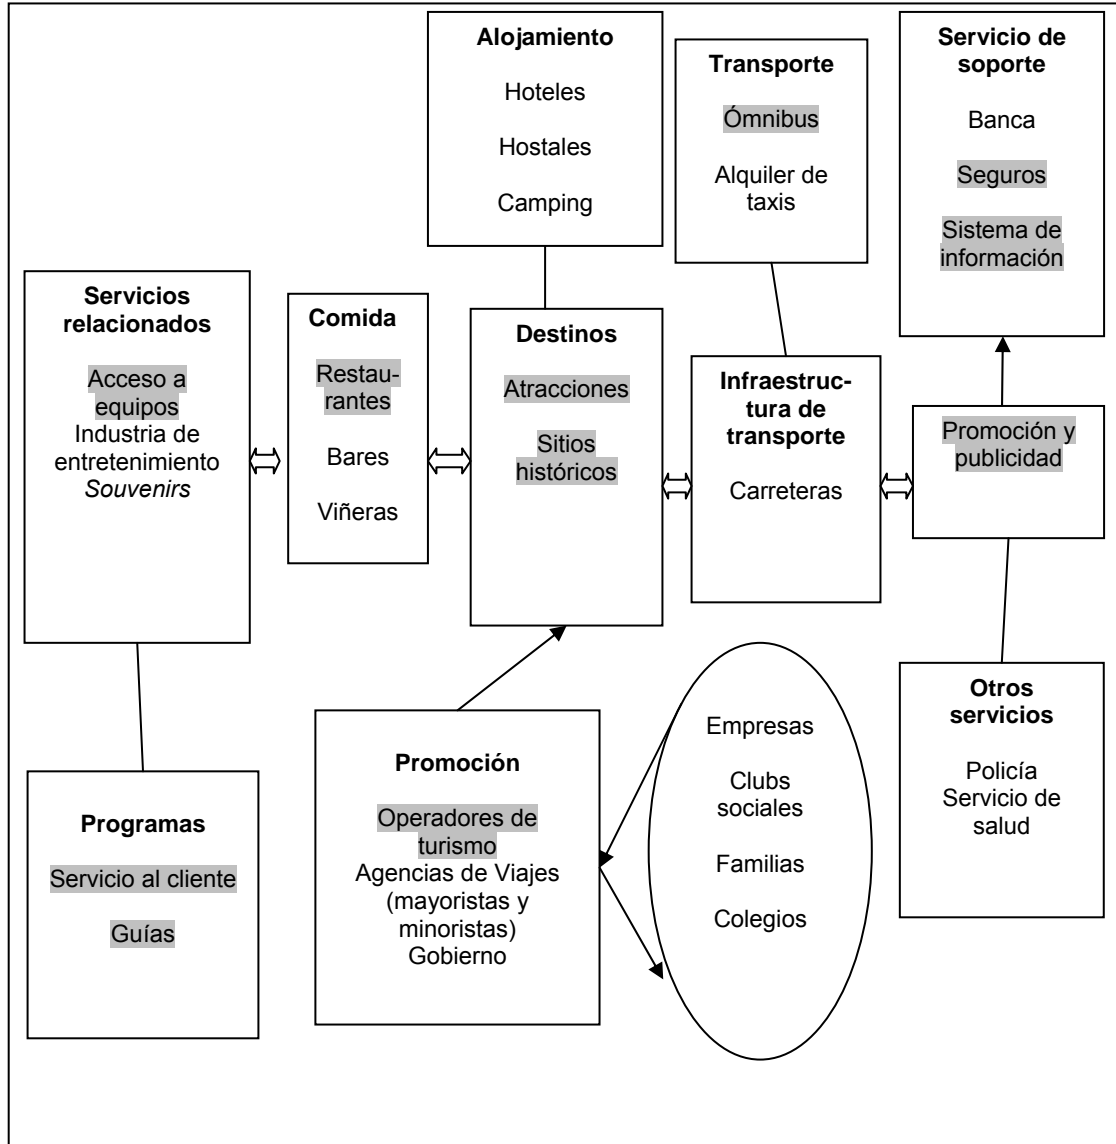 Alojamiento
Hoteles
Hostales
Camping
Transporte
Ómnibus
Alquiler de
taxis
Servicio de
soporte
Banca
Seguros
Sistema de
información
Servicios
relacionados
Acceso a
equipos
Industria de
entretenimiento
Souvenirs
Comida
Restau-
rantes
Bares
Viñeras
Destinos
Atracciones
Sitios
históricos
Infraestruc-
tura de
transporte
Carreteras
Promoción y
publicidad
Programas
Servicio al cliente
Guías
Promoción
Operadores de
turismo
Agencias de Viajes
(mayoristas y
minoristas)
Gobierno
Empresas
Clubs
sociales
Familias
Colegios
Otros
servicios
Policía
Servicio de
salud